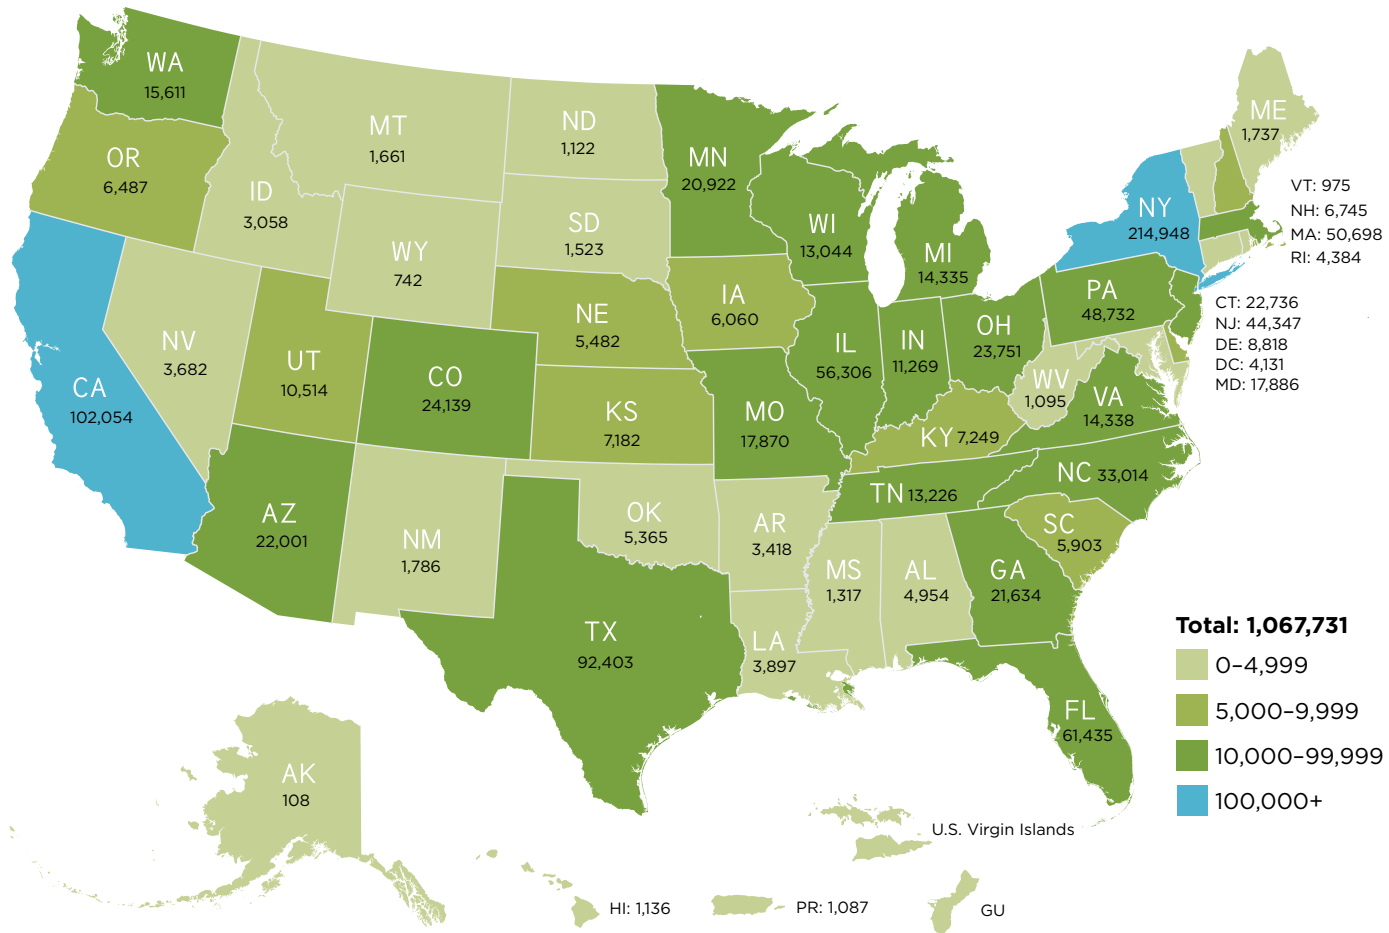 WA
15,611
OR
6,487
CA
102,054
ID
3,058
NV
3,682
MT
1,661
WY
742
UT
10,514
AZ
22,001
CO
24,139
NM
1,786
ND
1,122
SD
1,523
NE
5,482
KS
7,182
OK
5,365
TX
92,403
MN
20,922
IA
6,060
MO
17,870
AR
3,418
LA
3,897
WI
13,044
IL
56,306
MI
14,335
IN
11,269
OH
23,751
KY 7,249
TN 13,226
MS
1,317
AL
4,954
GA
21,634
FL
61,435
SC
5,903
NC 33,014
VA
14,338
WV
1,095
PA
48,732
NY
214,948
ME
1,737
VT: 975
NH: 6,745
MA: 50,698
RI: 4,384
CT: 22,736
NJ: 44,347
DE: 8,818
DC: 4,131
MD: 17,886
Total: 1,067,731
0–4,999
5,000–9,999
10,000–99,999
100,000+
AK
108
HI: 1,136
PR: 1,087
U.S. Virgin Islands
GU